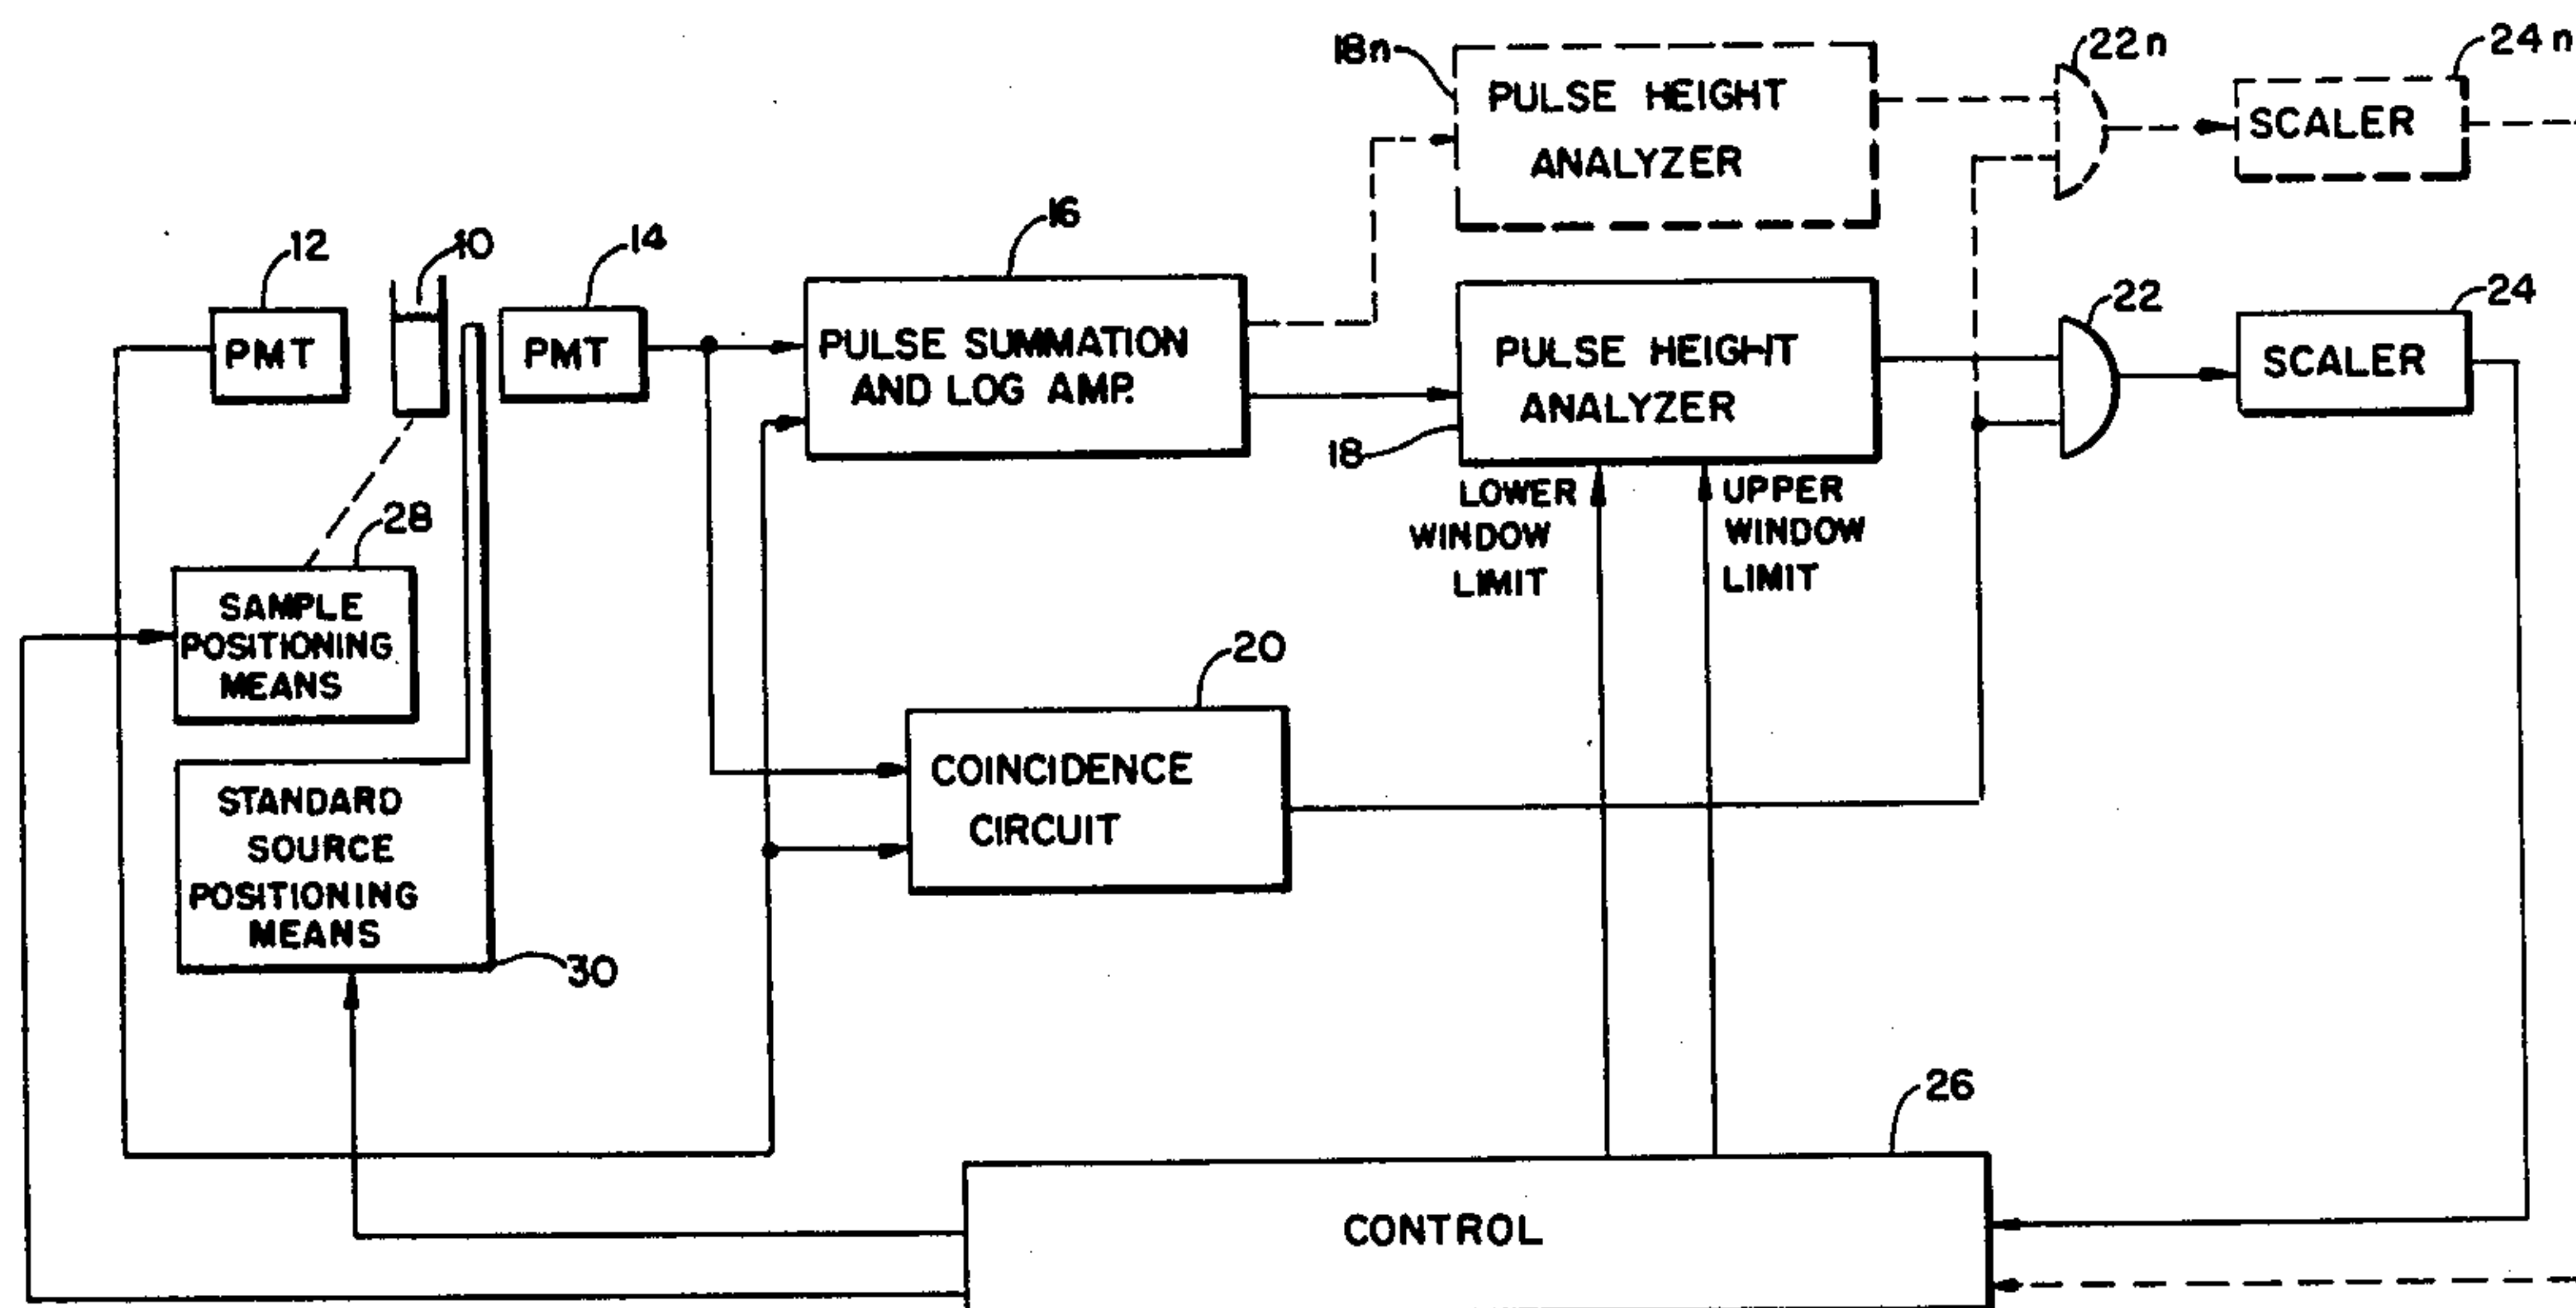 18n
PULSE HEIGHT
ANALYZER
22n
24n
SCALER
12
PMT
10
14
PMT
16
PULSE SUMMATION
AND LOG AMP.
PULSE HEIGHT
ANALYZER
18
22
24
SCALER
LOWER
WINDOW
LIMIT
UPPER
WINDOW
LIMIT
28
SAMPLE
POSITIONING
MEANS
20
COINCIDENCE
CIRCUIT
STANDARD
SOURCE
POSITIONING
MEANS
30
26
CONTROL